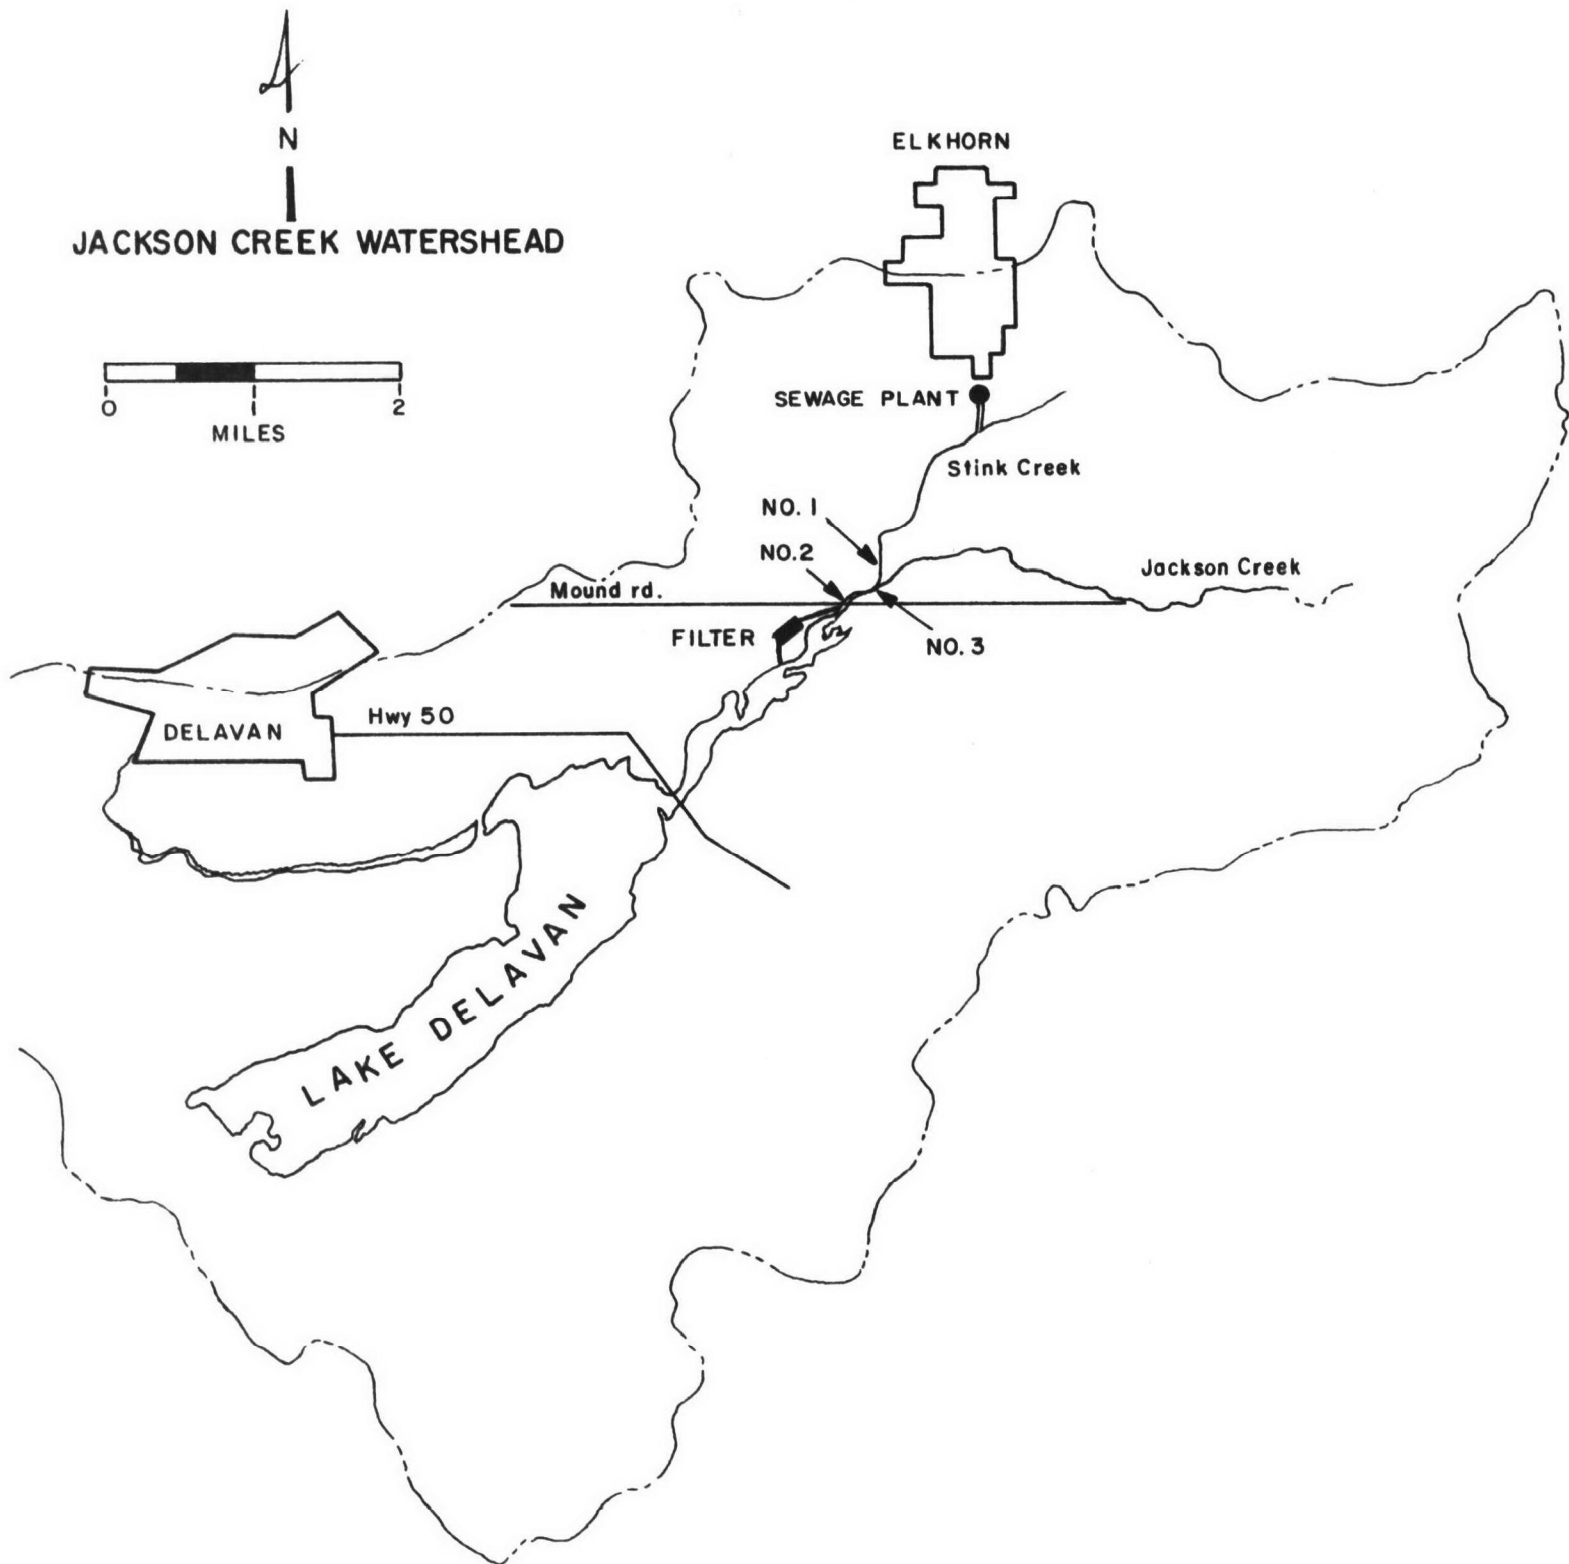 N
JACKSON CREEK WATERSHEAD
0 1 2
MILES
ELKHORN
SEWAGE PLANT
Stink Creek
NO. 1
NO. 2
Jackson Creek
Mound rd.
FILTER
NO. 3
Hwy 50
DELAVAN
LAKE DELAVAN